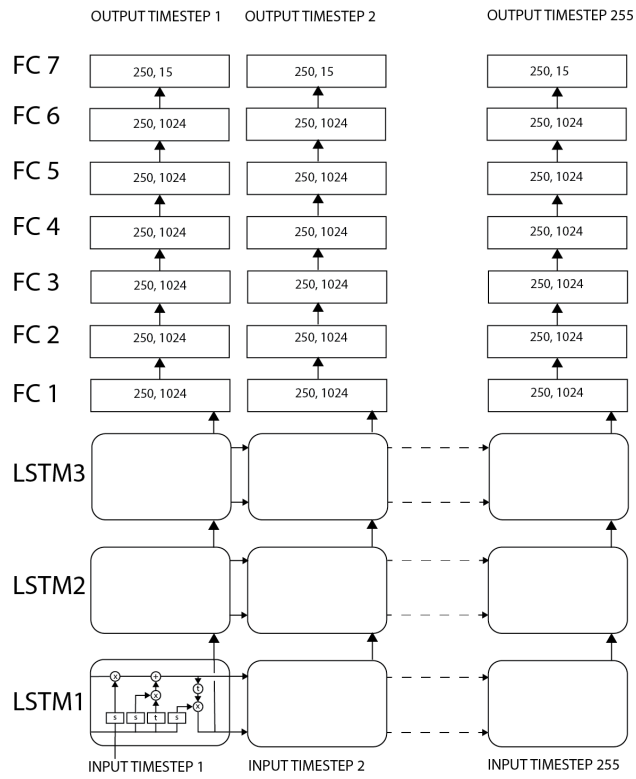 OUTPUT TIMESTEP 1 OUTPUT TIMESTEP 2 OUTPUT TIMESTEP 255
FC 7 250, 15 250, 15 250, 15
FC 6 250, 1024 250, 1024 250, 1024
FC 5 250, 1024 250, 1024 250, 1024
FC 4 250, 1024 250, 1024 250, 1024
FC 3 250, 1024 250, 1024 250, 1024
FC 2 250, 1024 250, 1024 250, 1024
FC 1 250, 1024 250, 1024 250, 1024
LSTM3
LSTM2
LSTM1
x +
t
x x
s s t s
INPUT TIMESTEP 1 INPUT TIMESTEP 2 INPUT TIMESTEP 255